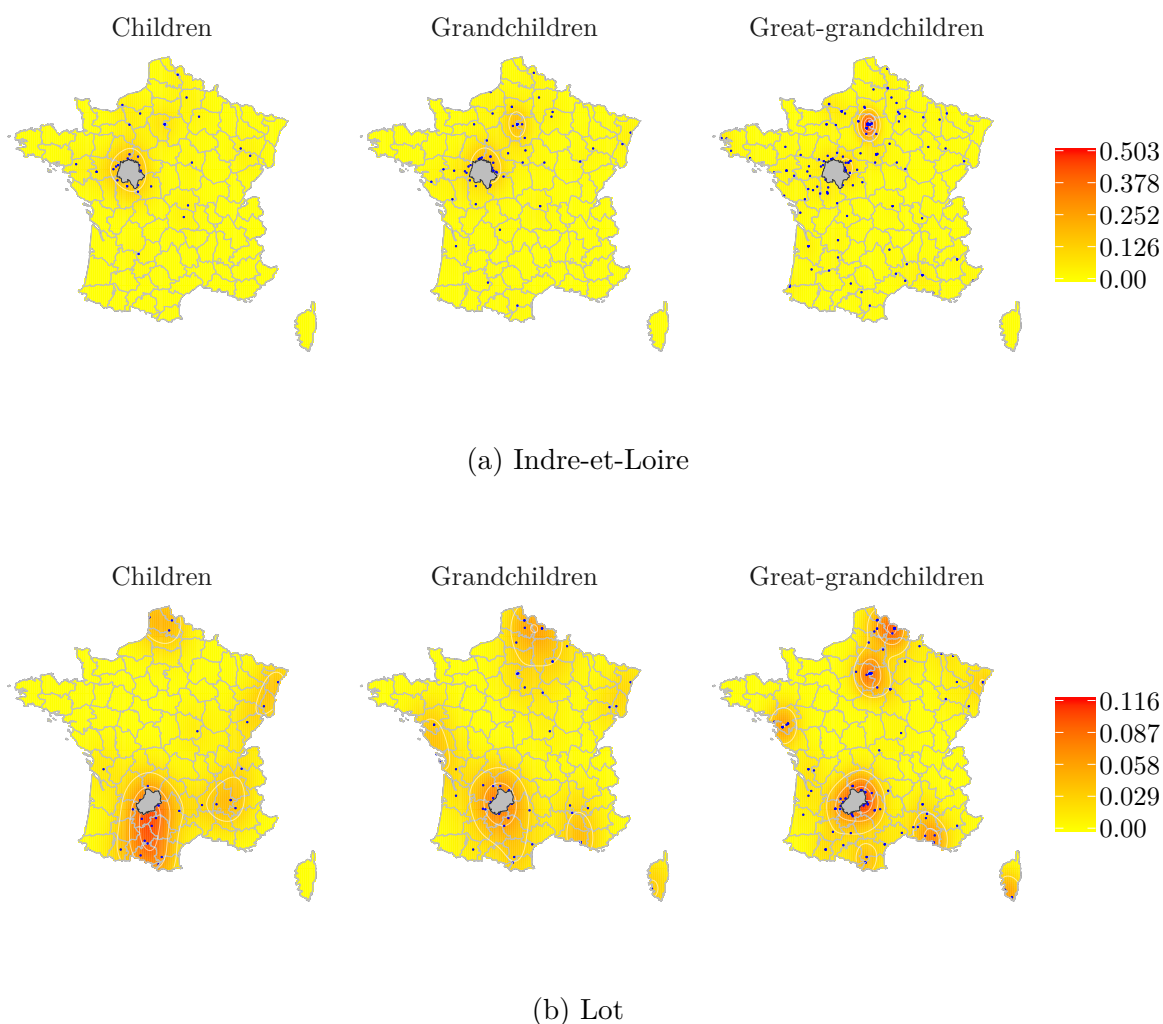 Children
Grandchildren
Great-grandchildren
0.503
0.378
0.252
0.126
0.00
(a) Indre-et-Loire
Children
Grandchildren
Great-grandchildren
0.116
0.087
0.058
0.029
0.00
(b) Lot